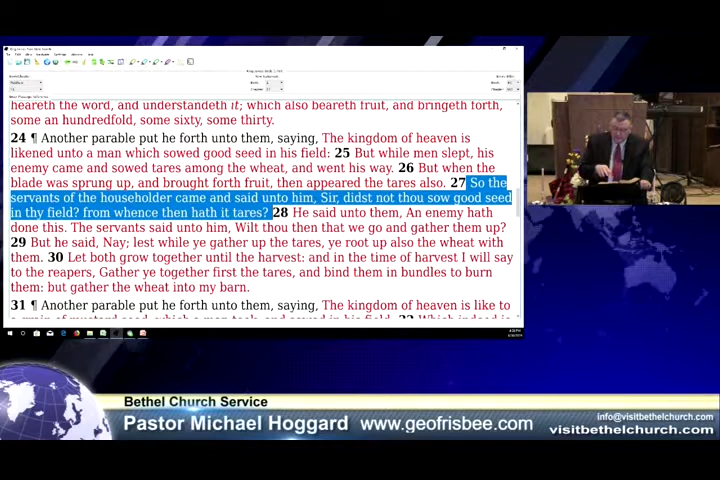 heareth the word, and understandeth it; which also beareth fruit, and bringeth forth,
some an hundredfold, some sixty, some thirty.
24 ¶ Another parable put he forth unto them, saying, The kingdom of heaven is
likened unto a man which sowed good seed in his field: 25 But while men slept, his
enemy came and sowed tares among the wheat, and went his way. 26 But when the
blade was sprung up, and brought forth fruit, then appeared the tares also. 27 So the
servants of the householder came and said unto him, Sir, didst not thou sow good seed
in thy field? from whence then hath it tares? 28 He said unto them, An enemy hath
done this. The servants said unto him, Wilt thou then that we go and gather them up?
29 But he said, Nay; lest while ye gather up the tares, ye root up also the wheat with
them. 30 Let both grow together until the harvest: and in the time of harvest I will say
to the reapers, Gather ye together first the tares, and bind them in bundles to burn
them: but gather the wheat into my barn.
31 ¶ Another parable put he forth unto them, saying, The kingdom of heaven is like to
Bethel Church Service
Pastor Michael Hoggard www.geofrisbee.com
info@visitbethelchurch.com
visitbethelchurch.com